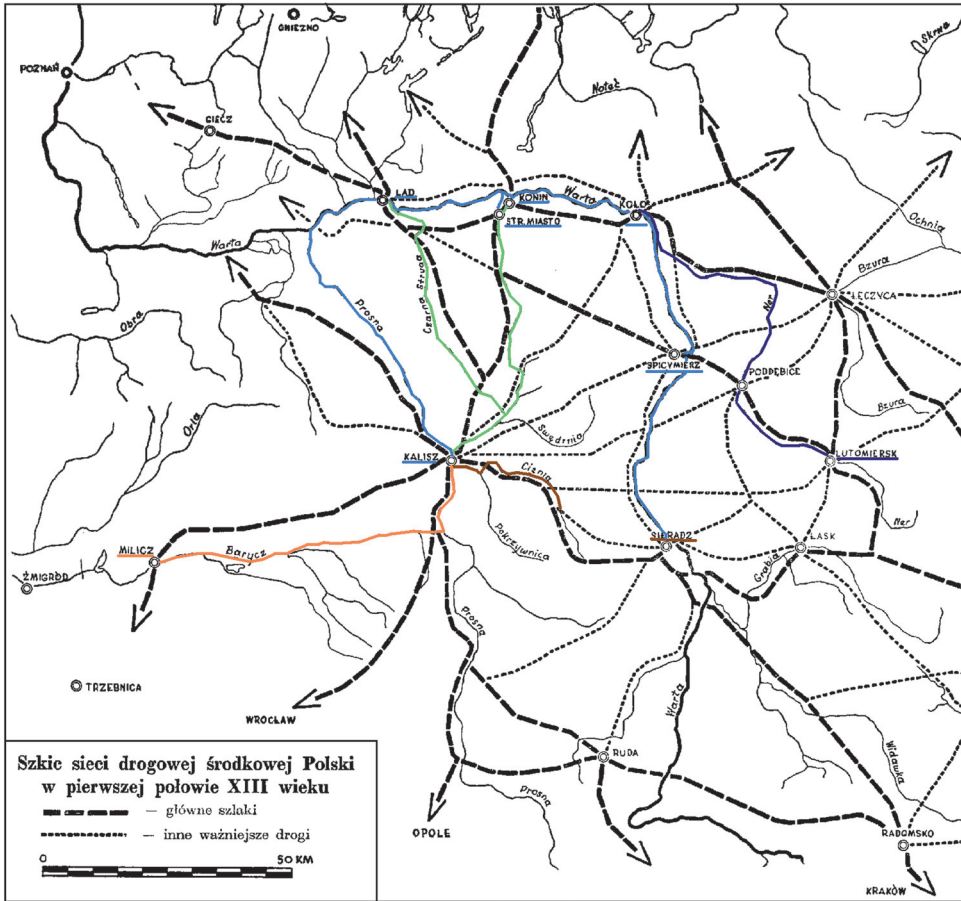 GNIEZNO
POZNAŃ
Skrwa
Noteć
GIECZ
LĄD
KONIN
Warta
KOŁO
STR. MIASTO
Ochnia
Warta
Bzura
ŁĘCZYCA
Czarna Struga
Ner
Prosna
Obra
SPICYMIERZ
PODDĘBICE
Orla
Bzura
Swędrnia
KALISZ
LUTOMIERSK
Ciznia
Ner
Pokrzywnica
SIERADZ
ŁASK
MILICZ
Barycz
Grabia
ŻMIGRÓD
Prosna
TRZEBNICA
Warta
WROCŁAW
RUDA
Widawka
Szkic sieci drogowej środkowej Polski
w pierwszej połowie XIII wieku
— główne szlaki
— inne ważniejsze drogi
0 50 KM
Prosna
OPOLE
RADOMSKO
KRAKÓW